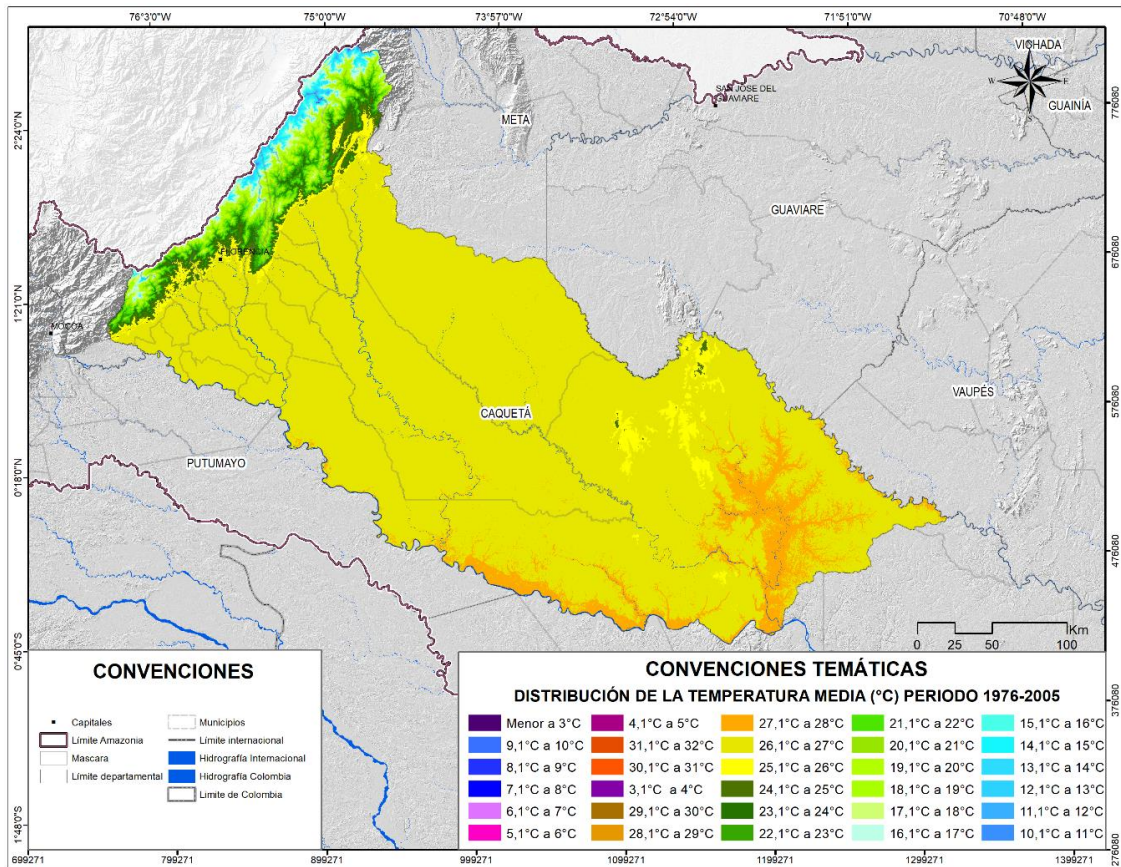 76°30'0"W 75°0'0"W 73°57'0"W 72°54'0"W 71°51'0"W 70°48'0"W
VICHADA
N
W E
S
GUAINÍA
SAN JOSE DEL
GUAVIARE
META
776080
2°24'0"N
GUAVIARE
676080
FLORENCIA
1°21'0"N
MOCOA
VAUPÉS
576080
CAQUETÁ
PUTUMAYO
0°18'0"N
476080
0 25 50 100
Km
0°45'0"S
CONVENCIONES
Capitales
Límite Amazonia
Mascara
Límite departamental
Municipios
Límite internacional
Hidrografía Internacional
Hidrografía Colombia
Límite de Colombia
376080
CONVENCIONES TEMÁTICAS
DISTRIBUCIÓN DE LA TEMPERATURA MEDIA (°C) PERIODO 1976-2005
Menor a 3°C 4,1°C a 5°C 27,1°C a 28°C 21,1°C a 22°C 15,1°C a 16°C
9,1°C a 10°C 31,1°C a 32°C 26,1°C a 27°C 20,1°C a 21°C 14,1°C a 15°C
8,1°C a 9°C 30,1°C a 31°C 25,1°C a 26°C 19,1°C a 20°C 13,1°C a 14°C
7,1°C a 8°C 3,1°C a 4°C 24,1°C a 25°C 18,1°C a 19°C 12,1°C a 13°C
6,1°C a 7°C 29,1°C a 30°C 23,1°C a 24°C 17,1°C a 18°C 11,1°C a 12°C
5,1°C a 6°C 28,1°C a 29°C 22,1°C a 23°C 16,1°C a 17°C 10,1°C a 11°C
1°48'0"S
276080
699271 799271 899271 999271 1099271 1199271 1299271 1399271